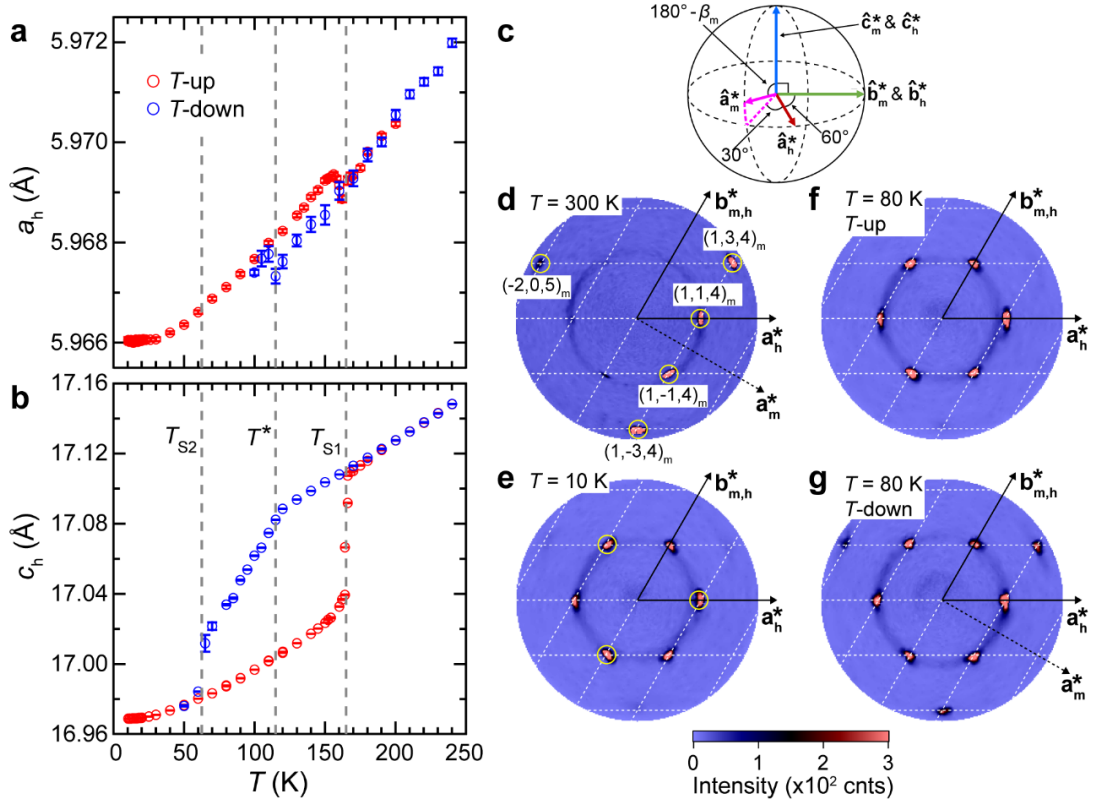 a
5.972
5.970
5.968
5.966
a_h (Å)
T-up
T-down
b
17.16
17.12
17.08
17.04
17.00
16.96
c_h (Å)
T_S2
T*
T_S1
0
50
100
150
200
250
T (K)
c
180° - β_m
ĉ*_m & ĉ*_h
b̂*_m & b̂*_h
â*_m
â*_h
30°
60°
d
T = 300 K
b*_m,h
(1,3,4)_m
(-2,0,5)_m
(1,1,4)_m
a*_h
(1,-1,4)_m
a*_m
(1,-3,4)_m
f
T = 80 K
T-up
b*_m,h
a*_h
e
T = 10 K
b*_m,h
a*_h
g
T = 80 K
T-down
b*_m,h
a*_h
a*_m
0
1
2
3
Intensity (x10² cnts)